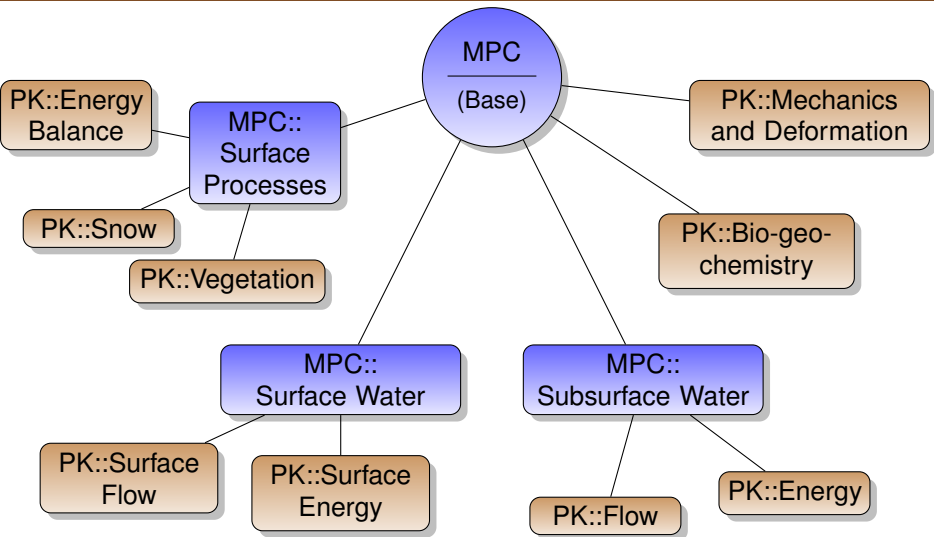 MPC
(Base)
PK::Energy
Balance
MPC::
Surface
Processes
PK::Mechanics
and Deformation
PK::Snow
PK::Bio-geo-
chemistry
PK::Vegetation
MPC::
Surface Water
MPC::
Subsurface Water
PK::Surface
Flow
PK::Surface
Energy
PK::Flow
PK::Energy